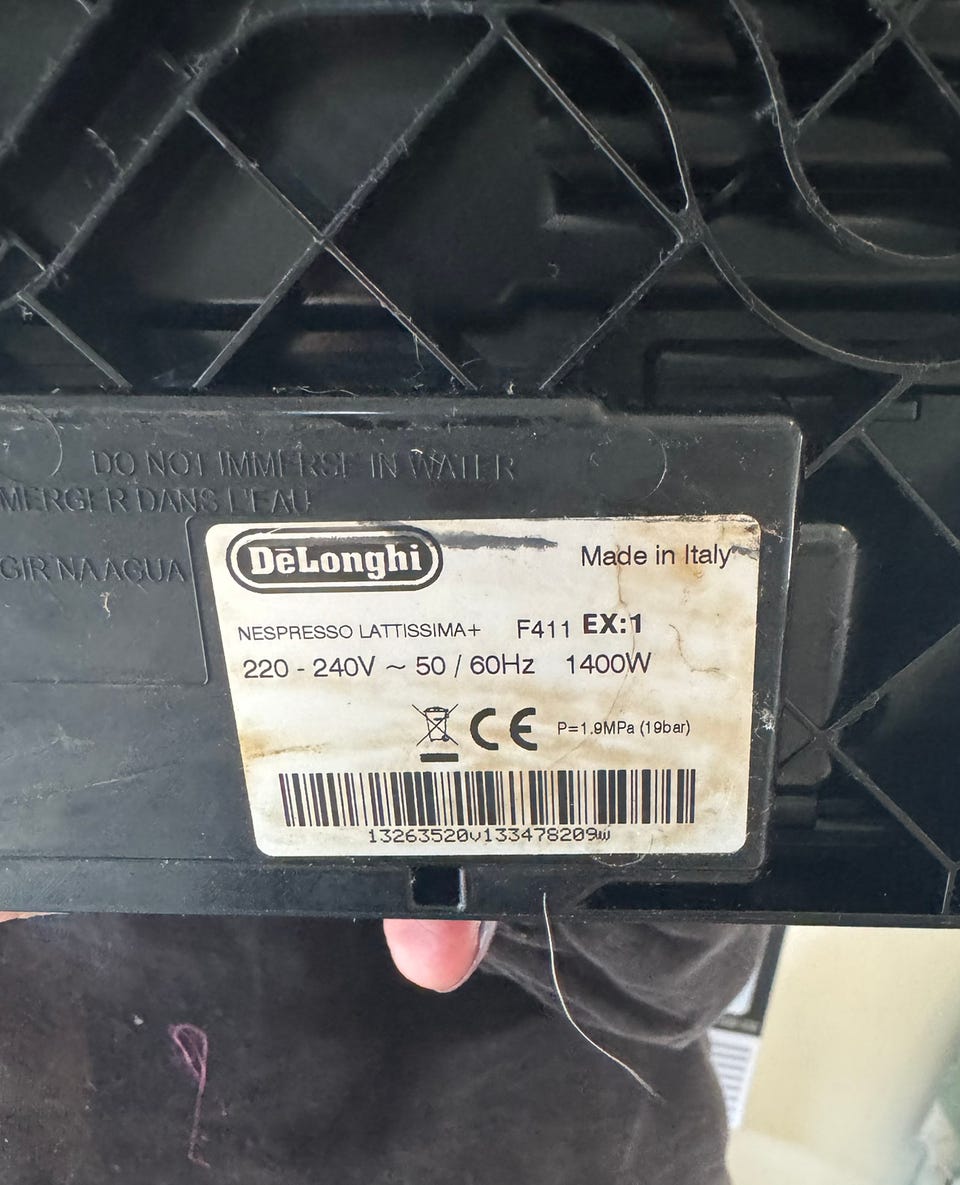 DO NOT IMMERSE IN WATER
MERGER DANS L'EAU
GIR NA AGUA
DēLonghi
Made in Italy
NESPRESSO LATTISSIMA+ F411 EX:1
220 - 240V ~ 50 / 60Hz 1400W
CE P=1.9MPa (19bar)
13263520v133478209w